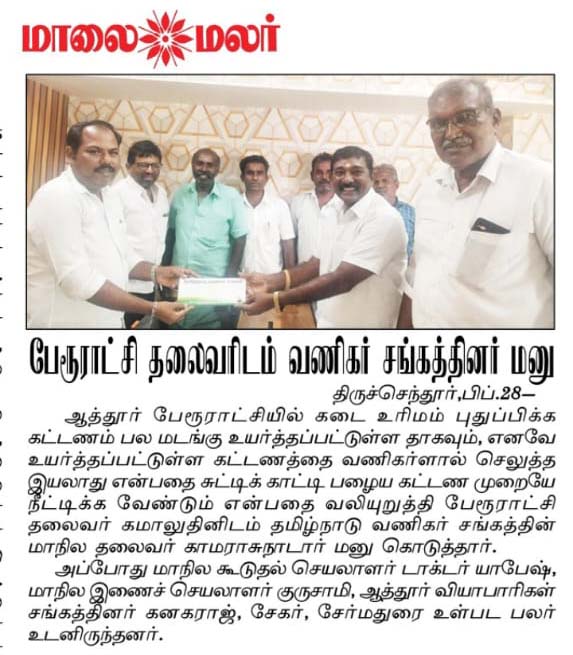 மாலை மலர்
பேரூராட்சி தலைவரிடம் வணிகர் சங்கத்தினர் மனு
திருச்செந்தூர்,பிப்.28—
ஆத்தூர் பேரூராட்சியில் கடை உரிமம் புதுப்பிக்க
கட்டணம் பல மடங்கு உயர்த்தப்பட்டுள்ள தாகவும், எனவே
உயர்த்தப்பட்டுள்ள கட்டணத்தை வணிகர்ளால் செலுத்த
இயலாது என்பதை சுட்டிக் காட்டி பழைய கட்டண முறையே
நீட்டிக்க வேண்டும் என்பதை வலியுறுத்தி பேரூராட்சி
தலைவர் கமாலுதினிடம் தமிழ்நாடு வணிகர் சங்கத்தின்
மாநில தலைவர் காமராசுநாடார் மனு கொடுத்தார்.
அப்போது மாநில கூடுதல் செயலாளர் டாக்டர் யாபேஷ்,
மாநில இணைச் செயலாளர் குருசாமி, ஆத்தூர் வியாபாரிகள்
சங்கத்தினர் கனகராஜ், சேகர், சேர்மதுரை உள்பட பலர்
உடனிருந்தனர்.